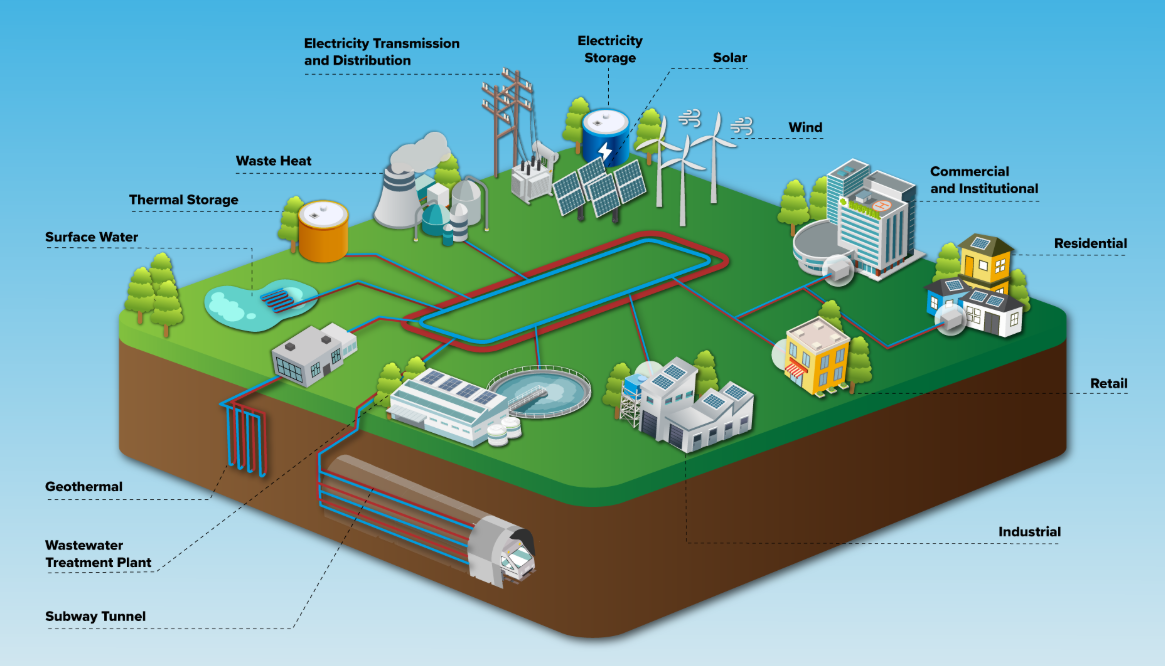 Electricity Transmission
and Distribution
Electricity
Storage
Solar
Wind
Waste Heat
Commercial
and Institutional
Thermal Storage
Surface Water
Residential
Retail
Geothermal
Industrial
Wastewater
Treatment Plant
Subway Tunnel